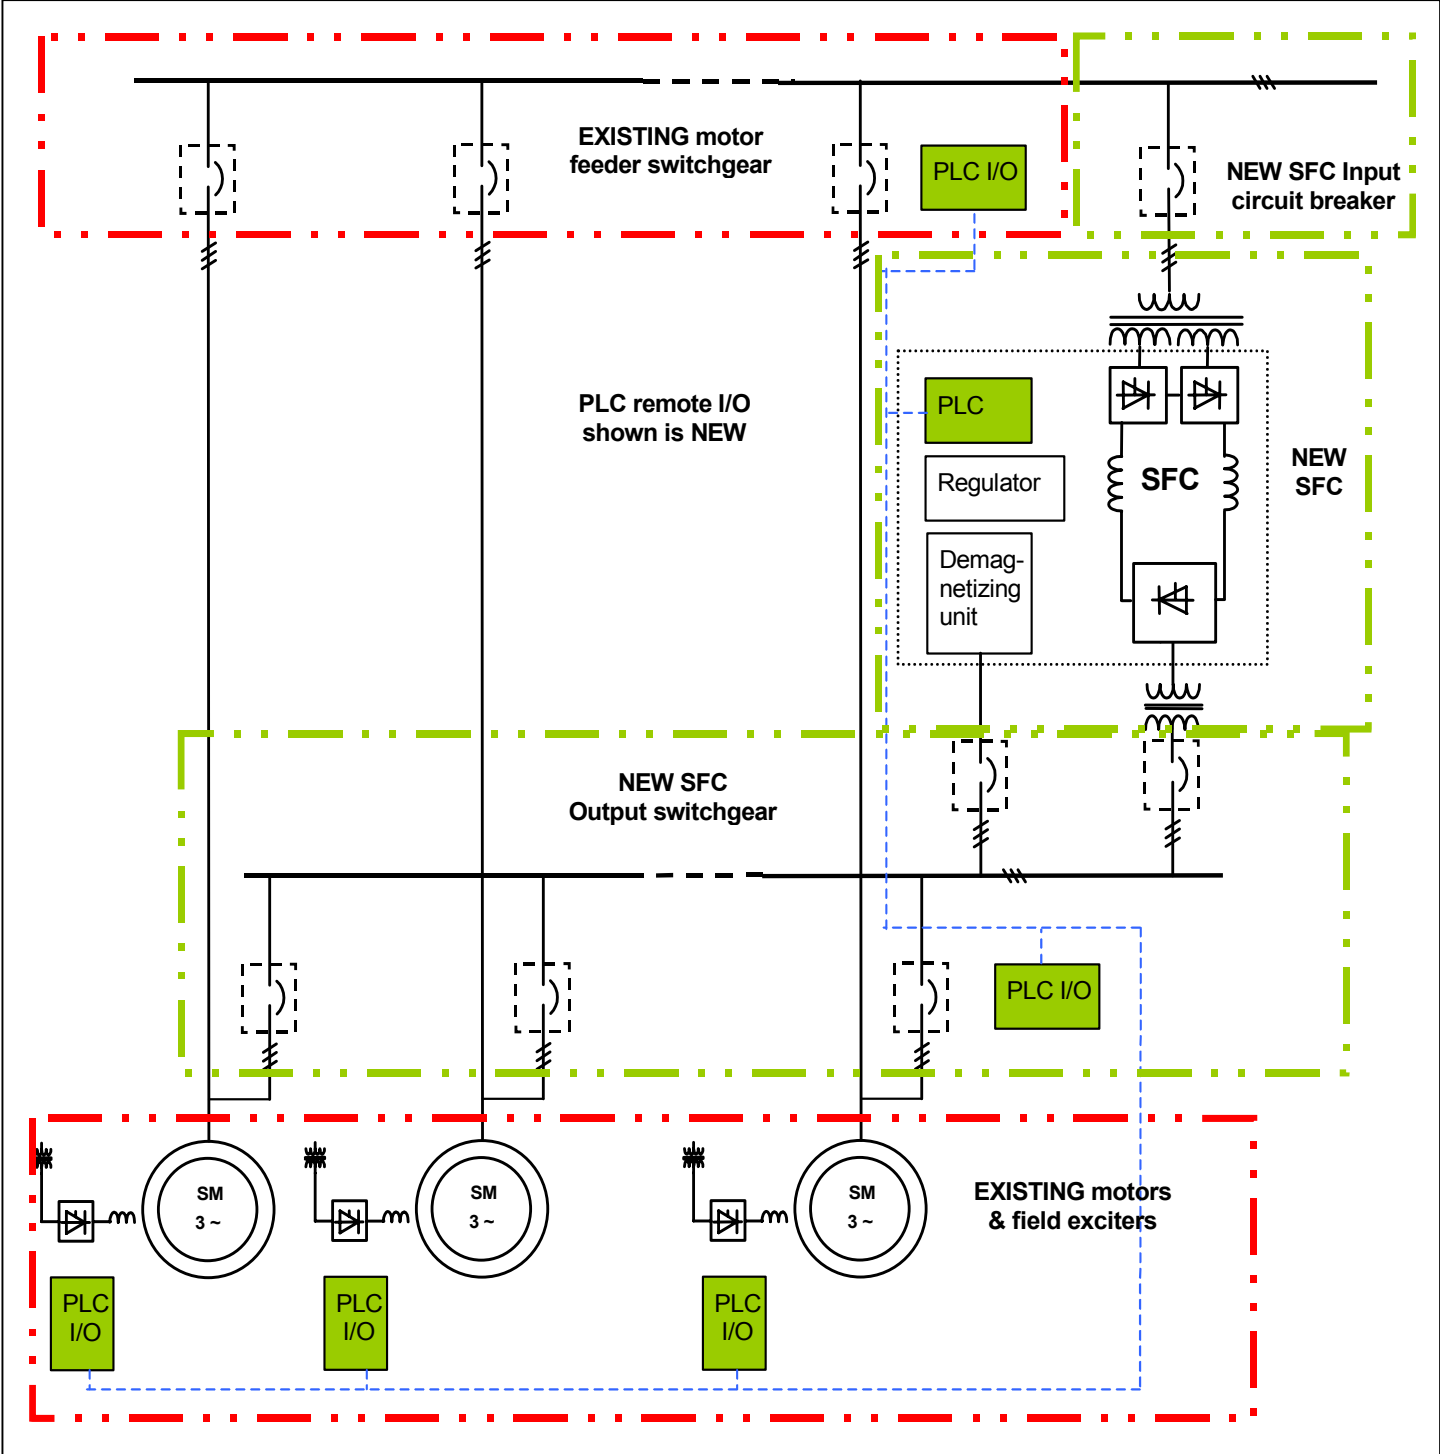 EXISTING motor
feeder switchgear
PLC I/O
NEW SFC Input
circuit breaker
PLC remote I/O
shown is NEW
PLC
Regulator
Demag-
netizing
unit
SFC
NEW
SFC
NEW SFC
Output switchgear
PLC I/O
SM
3 ~
SM
3 ~
SM
3 ~
EXISTING motors
& field exciters
PLC
I/O
PLC
I/O
PLC
I/O